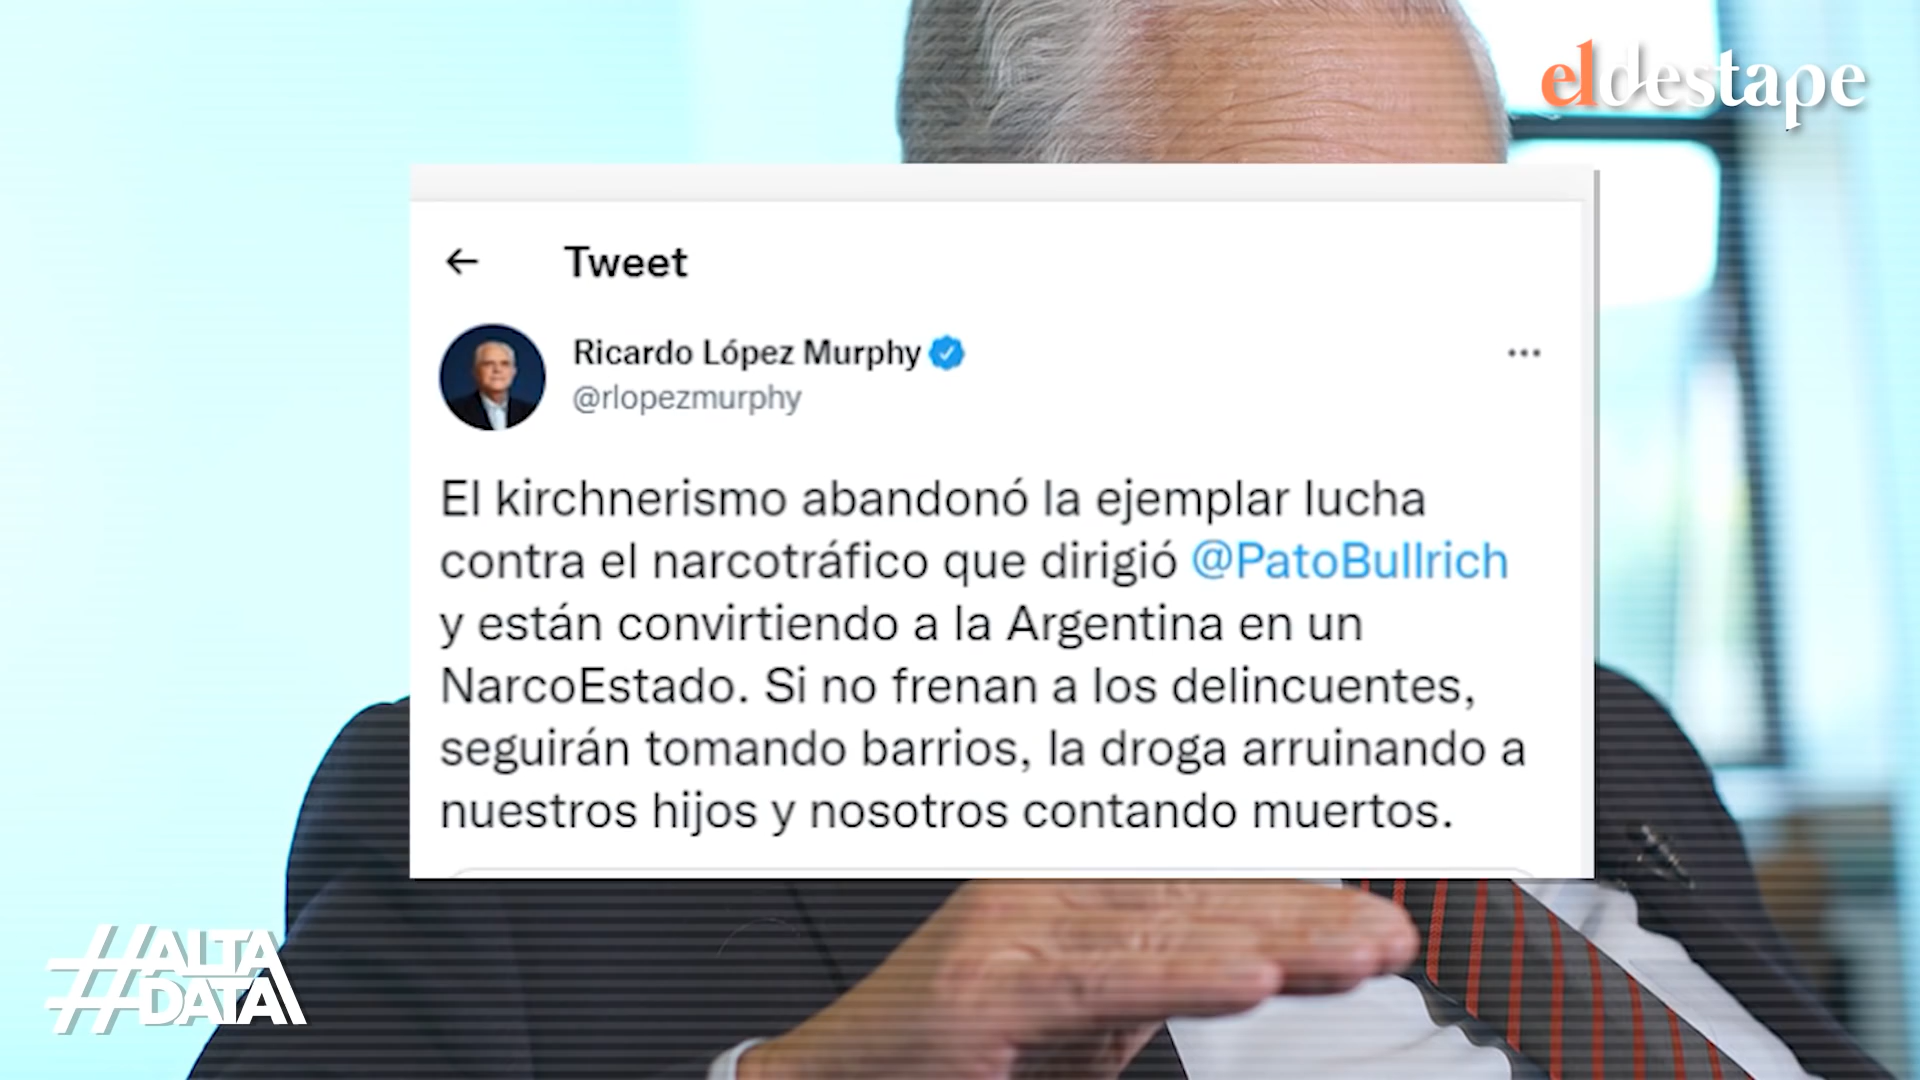 eldestape
Tweet
Ricardo López Murphy
@rlopezmurphy
El kirchnerismo abandonó la ejemplar lucha
contra el narcotráfico que dirigió @PatoBullrich
y están convirtiendo a la Argentina en un
NarcoEstado. Si no frenan a los delincuentes,
seguirán tomando barrios, la droga arruinando a
nuestros hijos y nosotros contando muertos.
#ALTA
DATA